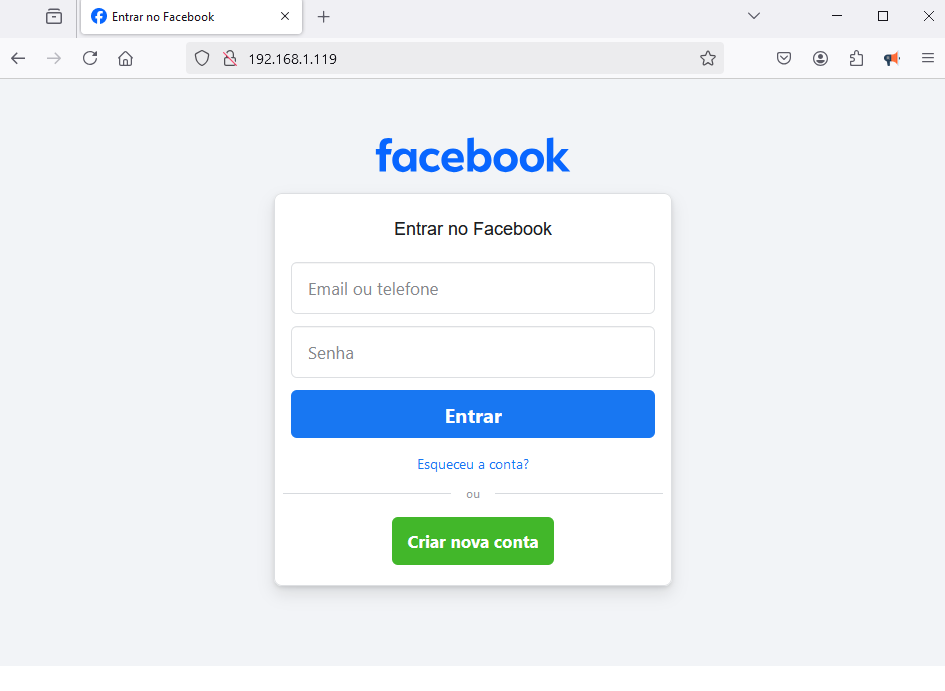 Entrar no Facebook
192.168.1.119
facebook
Entrar no Facebook
Email ou telefone
Senha
Entrar
Esqueceu a conta?
ou
Criar nova conta